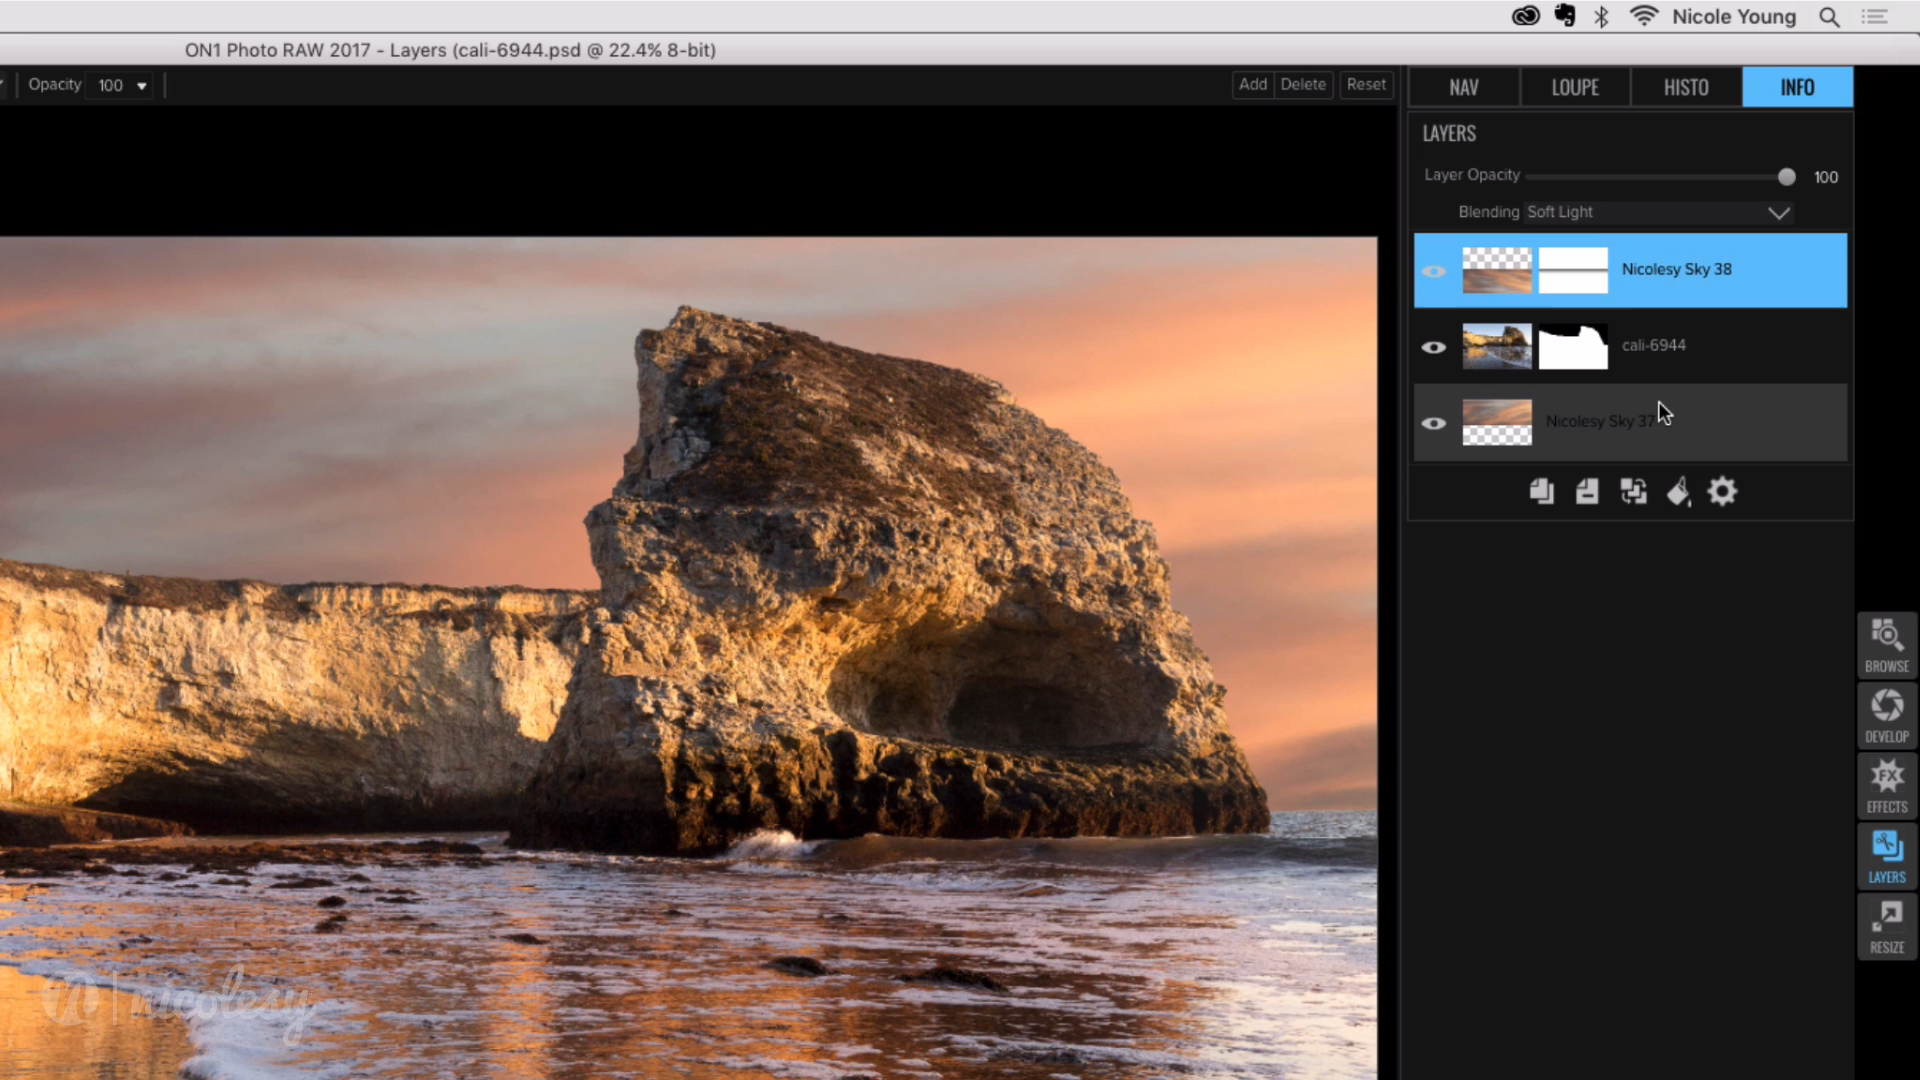 Nicole Young
ON1 Photo RAW 2017 - Layers (cali-6944.psd @ 22.4% 8-bit)
Opacity 100
Add Delete Reset
NAV LOUPE HISTO INFO
LAYERS
Layer Opacity 100
Blending Soft Light
Nicolesy Sky 38
cali-6944
Nicolesy Sky 37
BROWSE
DEVELOP
FX
EFFECTS
LAYERS
RESIZE
n | nicolesy